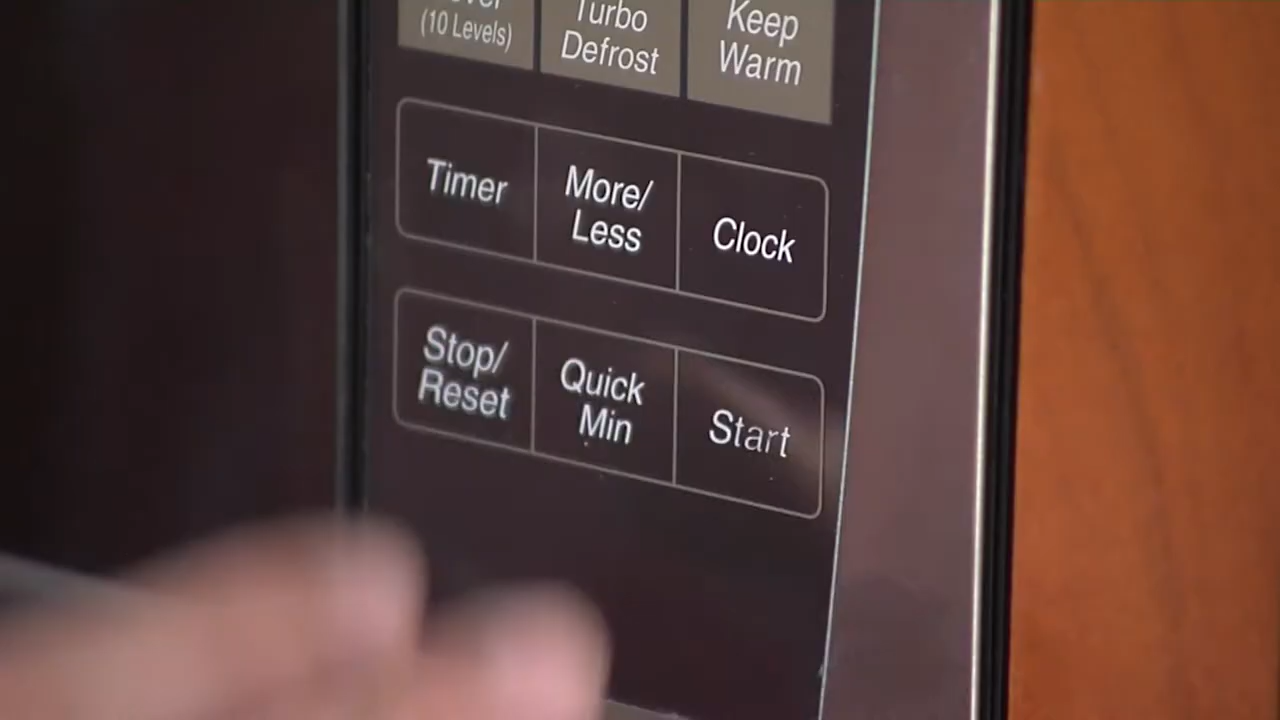 (10 Levels)
Turbo
Defrost
Keep
Warm
Timer
More/
Less
Clock
Stop/
Reset
Quick
Min
Start